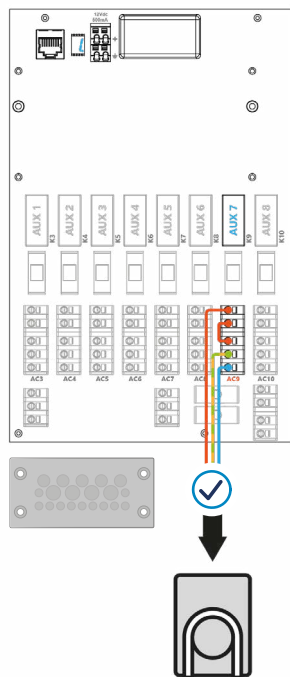 12Vdc
500mA
+
AUX 1
AUX 2
AUX 3
AUX 4
AUX 5
AUX 6
AUX 7
AUX 8
K3
K4
K5
K6
K7
K8
K9
K10
AC3
AC4
AC5
AC6
AC7
AC8
AC9
AC10